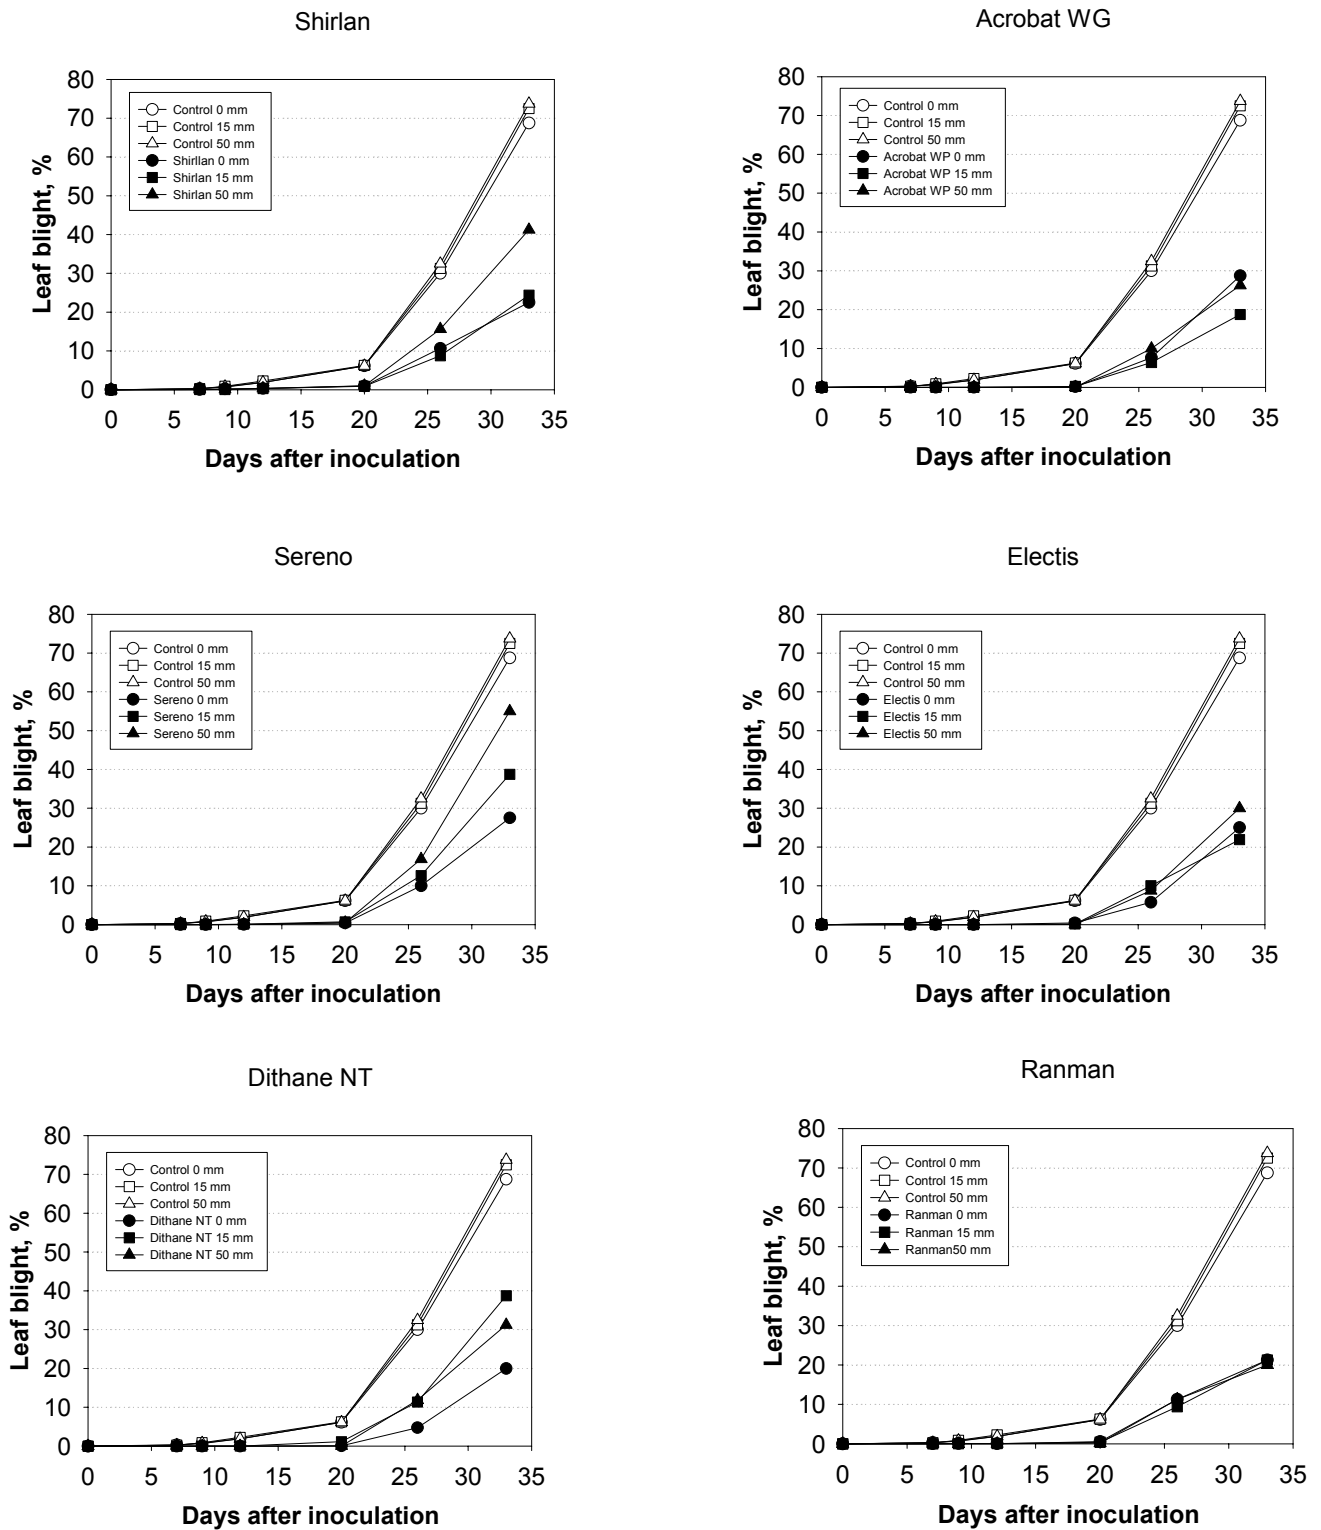 Shirlan
80
70
60
50
40
30
20
10
0
Leaf blight, %
Control 0 mm
Control 15 mm
Control 50 mm
Shirllan 0 mm
Shirlan 15 mm
Shirlan 50 mm
0 5 10 15 20 25 30 35
Days after inoculation
Acrobat WG
80
70
60
50
40
30
20
10
0
Leaf blight, %
Control 0 mm
Control 15 mm
Control 50 mm
Acrobat WP 0 mm
Acrobat WP 15 mm
Acrobat WP 50 mm
0 5 10 15 20 25 30 35
Days after inoculation
Sereno
80
70
60
50
40
30
20
10
0
Leaf blight, %
Control 0 mm
Control 15 mm
Control 50 mm
Sereno 0 mm
Sereno 15 mm
Sereno 50 mm
0 5 10 15 20 25 30 35
Days after inoculation
Electis
80
70
60
50
40
30
20
10
0
Leaf blight, %
Control 0 mm
Control 15 mm
Control 50 mm
Electis 0 mm
Electis 15 mm
Electis 50 mm
0 5 10 15 20 25 30 35
Days after inoculation
Dithane NT
80
70
60
50
40
30
20
10
0
Leaf blight, %
Control 0 mm
Control 15 mm
Control 50 mm
Dithane NT 0 mm
Dithane NT 15 mm
Dithane NT 50 mm
0 5 10 15 20 25 30 35
Days after inoculation
Ranman
80
70
60
50
40
30
20
10
0
Leaf blight, %
Control 0 mm
Control 15 mm
Control 50 mm
Ranman 0 mm
Ranman 15 mm
Ranman50 mm
0 5 10 15 20 25 30 35
Days after inoculation